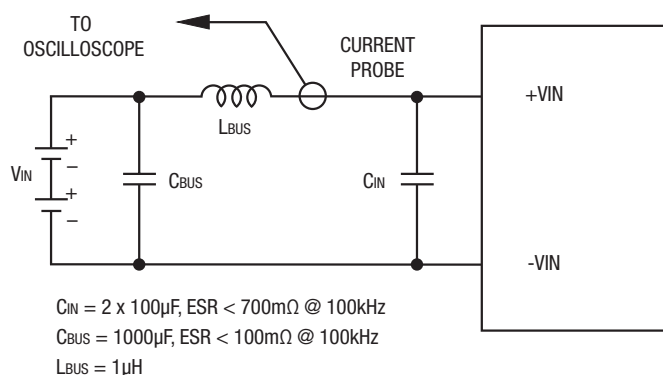 TO
OSCILLOSCOPE
CURRENT
PROBE
LBUS
+VIN
VIN
+
−
+
−
CBUS
CIN
-VIN
CIN = 2 x 100µF, ESR < 700mΩ @ 100kHz
CBUS = 1000µF, ESR < 100mΩ @ 100kHz
LBUS = 1µH